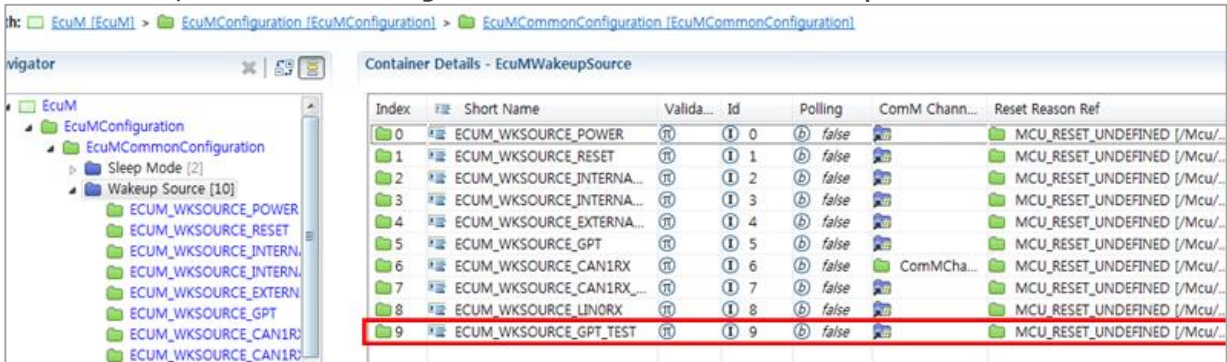 th: EcuM [EcuM] > EcuMConfiguration [EcuMConfiguration] > EcuMCommonConfiguration [EcuMCommonConfiguration]
vigator
EcuM
EcuMConfiguration
EcuMCommonConfiguration
Sleep Mode [2]
Wakeup Source [10]
ECUM_WKSOURCE_POWER
ECUM_WKSOURCE_RESET
ECUM_WKSOURCE_INTERN
ECUM_WKSOURCE_INTERN
ECUM_WKSOURCE_EXTERN
ECUM_WKSOURCE_GPT
ECUM_WKSOURCE_CAN1R
ECUM_WKSOURCE_CAN1R
Container Details - EcuMWakeupSource
Index Short Name Valida... Id Polling ComM Chann... Reset Reason Ref
0 ECUM_WKSOURCE_POWER 0 false MCU_RESET_UNDEFINED [/Mcu/...
1 ECUM_WKSOURCE_RESET 1 false MCU_RESET_UNDEFINED [/Mcu/...
2 ECUM_WKSOURCE_INTERNA... 2 false MCU_RESET_UNDEFINED [/Mcu/...
3 ECUM_WKSOURCE_INTERNA... 3 false MCU_RESET_UNDEFINED [/Mcu/...
4 ECUM_WKSOURCE_EXTERNA... 4 false MCU_RESET_UNDEFINED [/Mcu/...
5 ECUM_WKSOURCE_GPT 5 false MCU_RESET_UNDEFINED [/Mcu/...
6 ECUM_WKSOURCE_CAN1RX 6 false ComMCha... MCU_RESET_UNDEFINED [/Mcu/...
7 ECUM_WKSOURCE_CAN1RX_... 7 false MCU_RESET_UNDEFINED [/Mcu/...
8 ECUM_WKSOURCE_LIN0RX 8 false MCU_RESET_UNDEFINED [/Mcu/...
9 ECUM_WKSOURCE_GPT_TEST 9 false MCU_RESET_UNDEFINED [/Mcu/...